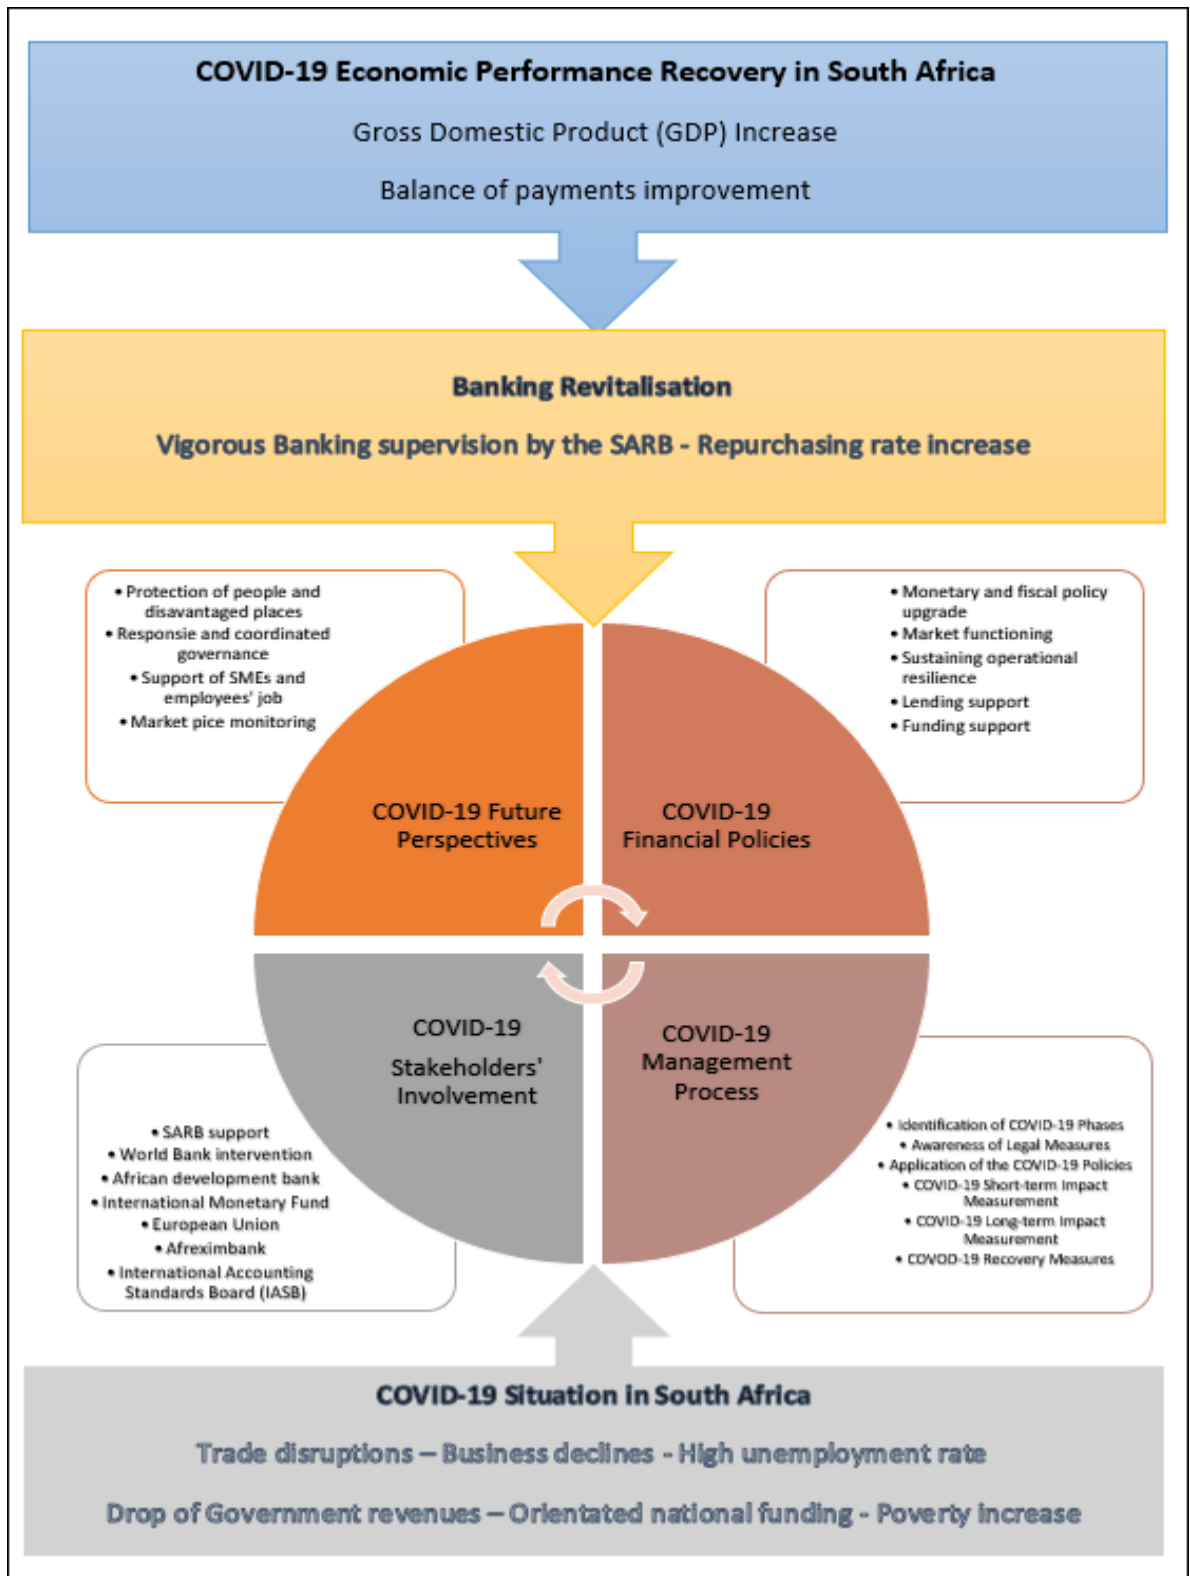 COVID-19 Economic Performance Recovery in South Africa
Gross Domestic Product (GDP) Increase
Balance of payments improvement
Banking Revitalisation
Vigorous Banking supervision by the SARB - Repurchasing rate increase
• Protection of people and
disavantaged places
• Responsie and coordinated
governance
• Support of SMEs and
employees' job
• Market pice monitoring
• Monetary and fiscal policy
upgrade
• Market functioning
• Sustaining operational
resilience
• Lending support
• Funding support
COVID-19 Future
Perspectives
COVID-19
Financial Policies
COVID-19
Stakeholders'
Involvement
COVID-19
Management
Process
• SARB support
• World Bank intervention
• African development bank
• International Monetary Fund
• European Union
• Afreximbank
• International Accounting
Standards Board (IASB)
• Identification of COVID-19 Phases
• Awareness of Legal Measures
• Application of the COVID-19 Policies
• COVID-19 Short-term Impact
Measurement
• COVID-19 Long-term Impact
Measurement
• COVOD-19 Recovery Measures
COVID-19 Situation in South Africa
Trade disruptions – Business declines - High unemployment rate
Drop of Government revenues – Orientated national funding - Poverty increase